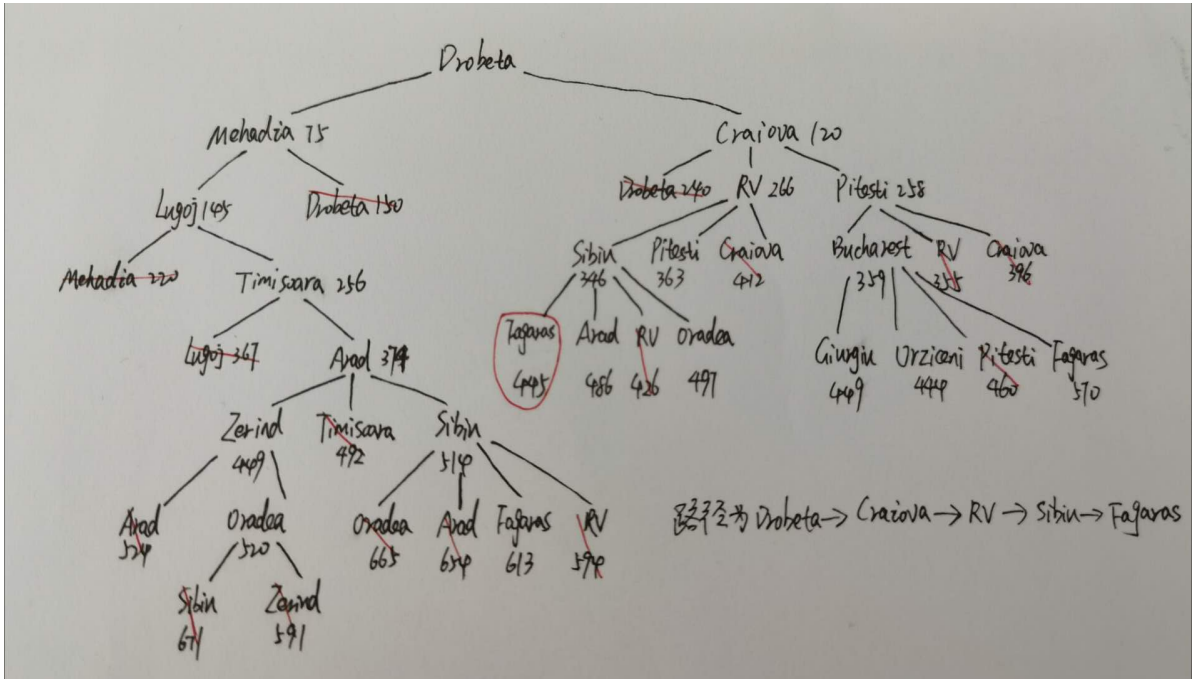 Drobeta
Mehadia 75 Craiova 120
Lugoj 145 Drobeta 150 Drobeta 240 RV 266 Pitesti 258
Mehadia 220 Timisoara 256 Sibiu 346 Pitesti 363 Craiova 412 Bucharest 359 RV 355 Craiova 396
Lugoj 367 Arad 374 Fagaras 445 Arad 486 RV 426 Oradea 497 Giurgiu 449 Urziceni 444 Pitesti 460 Fagaras 570
Zerind 449 Timisoara 492 Sibiu 514
Arad 524 Oradea 520 Oradea 665 Arad 654 Fagaras 613 RV 594
路径为 Drobeta → Craiova → RV → Sibiu → Fagaras
Sibiu 671 Zerind 591